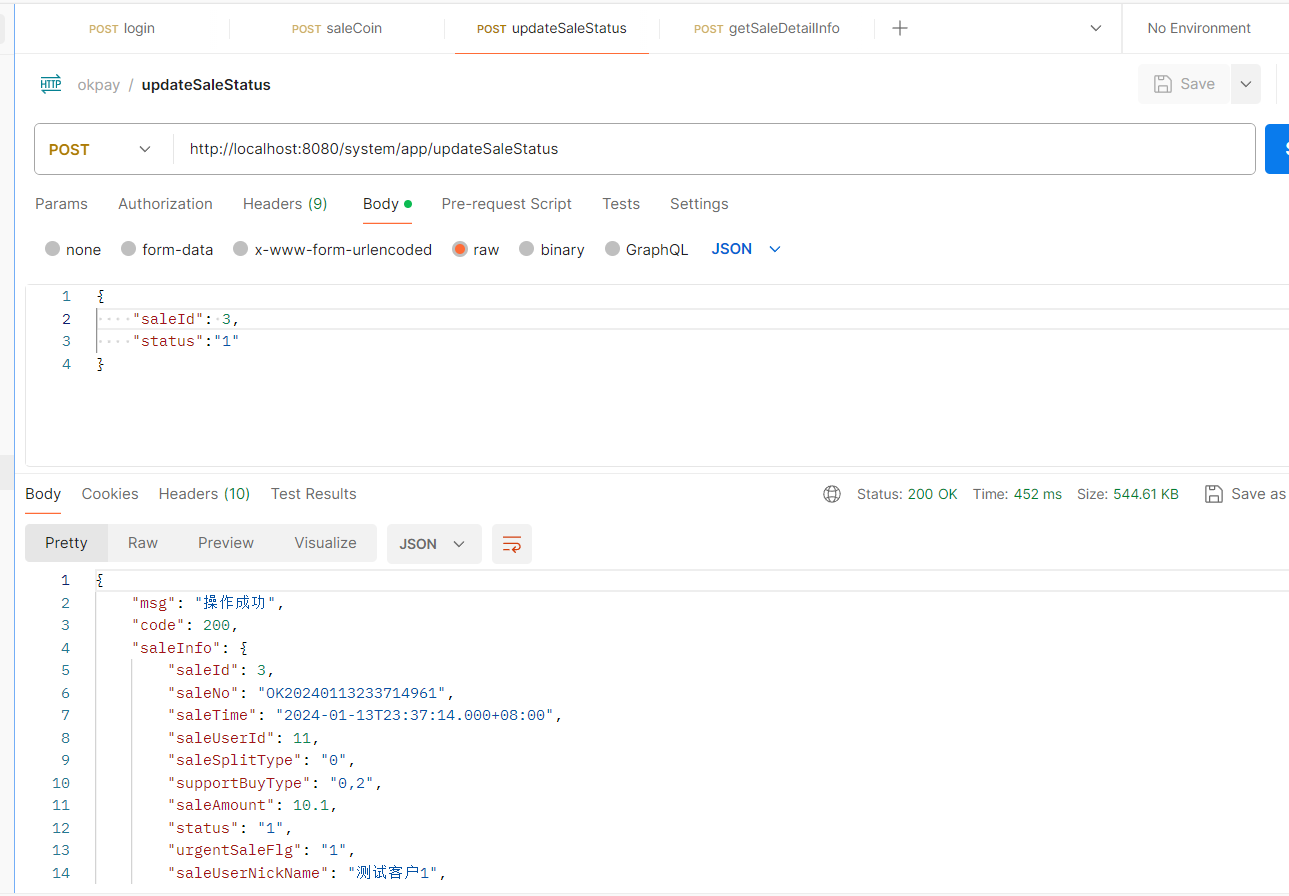 POST login POST saleCoin POST updateSaleStatus POST getSaleDetailInfo No Environment
HTTP okpay / updateSaleStatus Save
POST http://localhost:8080/system/app/updateSaleStatus
Params Authorization Headers (9) Body Pre-request Script Tests Settings
none form-data x-www-form-urlencoded raw binary GraphQL JSON
1 {
2 "saleId": 3,
3 "status":"1"
4 }
Body Cookies Headers (10) Test Results Status: 200 OK Time: 452 ms Size: 544.61 KB Save as
Pretty Raw Preview Visualize JSON
1 {
2 "msg": "操作成功",
3 "code": 200,
4 "saleInfo": {
5 "saleId": 3,
6 "saleNo": "OK20240113233714961",
7 "saleTime": "2024-01-13T23:37:14.000+08:00",
8 "saleUserId": 11,
9 "saleSplitType": "0",
10 "supportBuyType": "0,2",
11 "saleAmount": 10.1,
12 "status": "1",
13 "urgentSaleFlg": "1",
14 "saleUserNickName": "测试客户1",